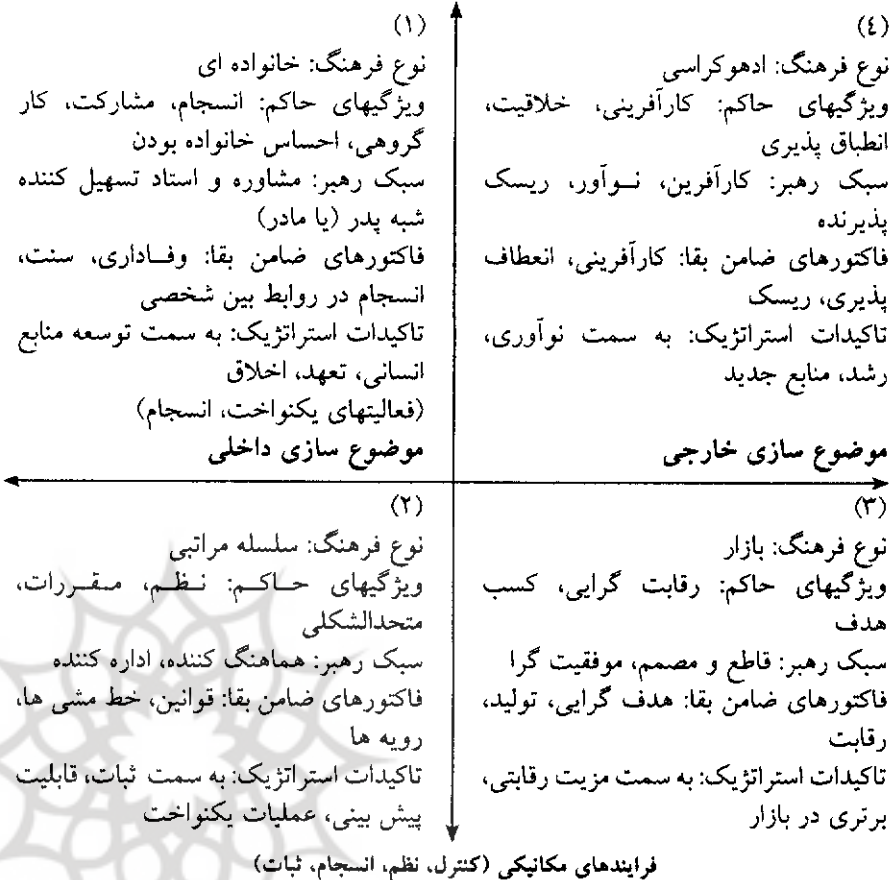 (٤)
نوع فرهنگ: ادهوکراسی
ویژگیهای حاکم: کارآفرینی، خلاقیت،
انطباق پذیری
سبک رهبر: کارآفرین، نوآور، ریسک
پذیرنده
فاکتورهای ضامن بقا: کارآفرینی، انعطاف
پذیری، ریسک
تاکیدات استراتژیک: به سمت نوآوری،
رشد، منابع جدید
موضوع سازی خارجی
(۱)
نوع فرهنگ: خانواده ای
ویژگیهای حاکم: انسجام، مشارکت، کار
گروهی، احساس خانواده بودن
سبک رهبر: مشاوره و استاد تسهیل کننده
شبه پدر (یا مادر)
فاکتورهای ضامن بقا: وفاداری، سنت،
انسجام در روابط بین شخصی
تاکیدات استراتژیک: به سمت توسعه منابع
انسانی، تعهد، اخلاق
(فعالیتهای یکنواخت، انسجام)
موضوع سازی داخلی
(۳)
نوع فرهنگ: بازار
ویژگیهای حاکم: رقابت گرایی، کسب
هدف
سبک رهبر: قاطع و مصمم، موفقیت گرا
فاکتورهای ضامن بقا: هدف گرایی، تولید،
رقابت
تاکیدات استراتژیک: به سمت مزیت رقابتی،
برتری در بازار
(۲)
نوع فرهنگ: سلسله مراتبی
ویژگیهای حاکم: نظم، مقررات،
متحدالشکلی
سبک رهبر: هماهنگ کننده، اداره کننده
فاکتورهای ضامن بقا: قوانین، خط مشی ها،
رویه ها
تاکیدات استراتژیک: به سمت ثبات، قابلیت
پیش بینی، عملیات یکنواخت
فرایندهای مکانیکی (کنترل، نظم، انسجام، ثبات)